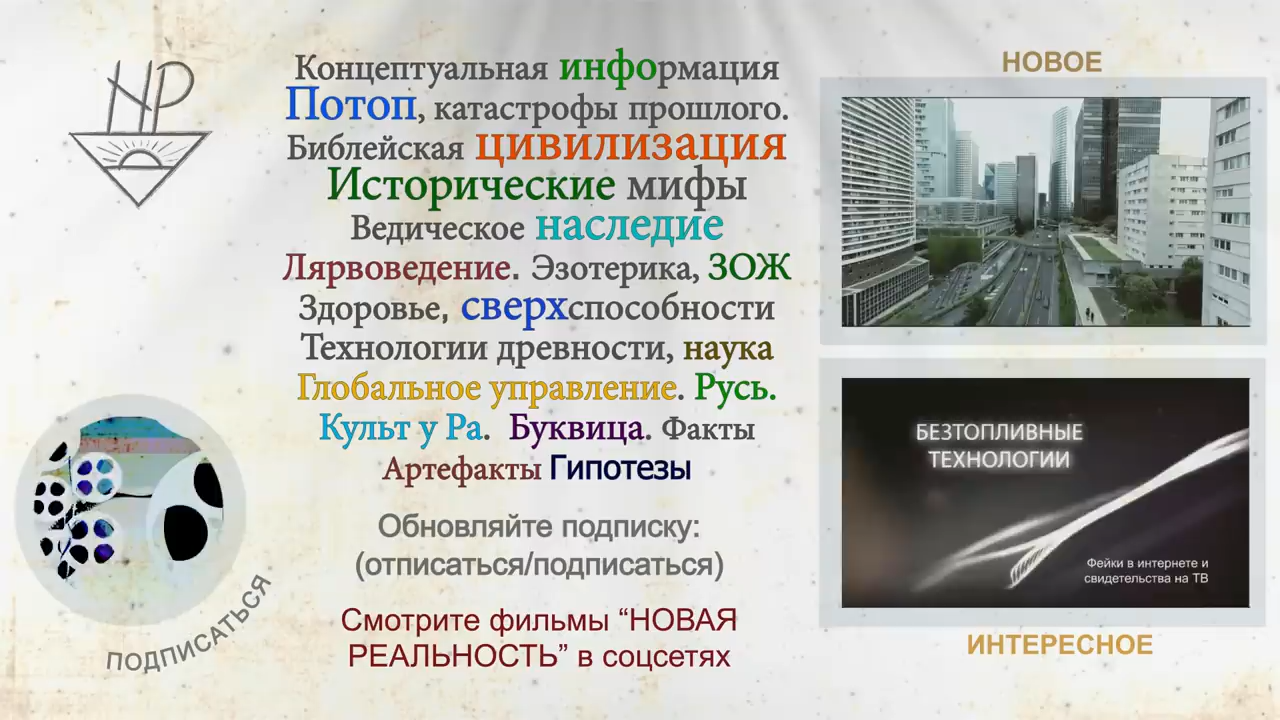 НР
Концептуальная информация
Потоп, катастрофы прошлого.
Библейская цивилизация
Исторические мифы
Ведическое наследие
Лярвоведение. Эзотерика, ЗОЖ
Здоровье, сверхспособности
Технологии древности, наука
Глобальное управление. Русь.
Культ у Ра. Буквица. Факты
Артефакты Гипотезы
Обновляйте подписку:
(отписаться/подписаться)
Смотрите фильмы “НОВАЯ
РЕАЛЬНОСТЬ” в соцсетях
ПОДПИСАТЬСЯ
НОВОЕ
БЕЗТОПЛИВНЫЕ
ТЕХНОЛОГИИ
Фейки в интернете и
свидетельства на ТВ
ИНТЕРЕСНОЕ